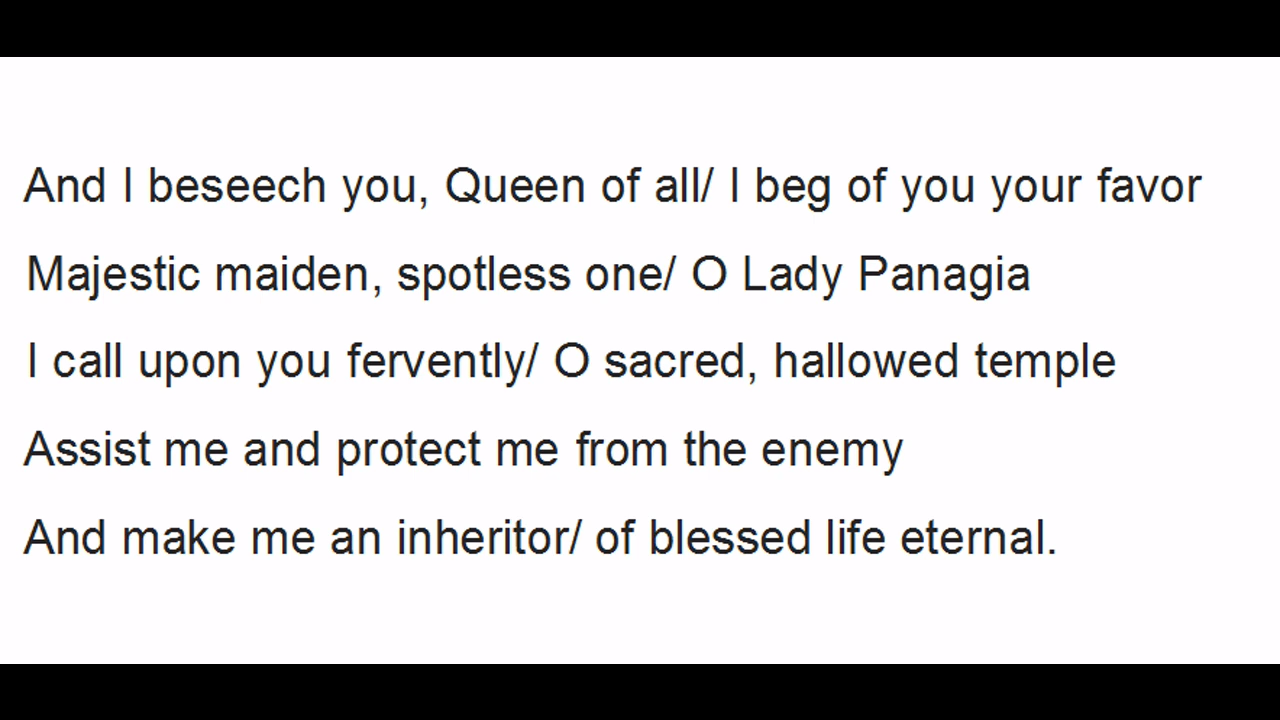 And I beseech you, Queen of all/ I beg of you your favor
Majestic maiden, spotless one/ O Lady Panagia
I call upon you fervently/ O sacred, hallowed temple
Assist me and protect me from the enemy
And make me an inheritor/ of blessed life eternal.